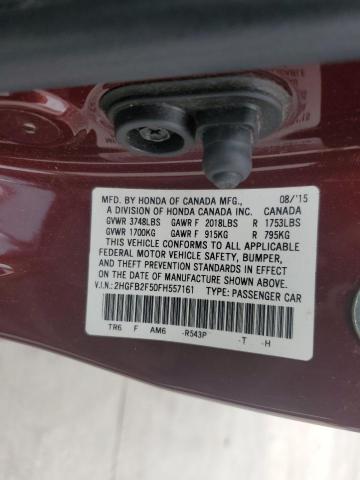 MFD. BY HONDA OF CANADA MFG., 08/'15
A DIVISION OF HONDA CANADA INC. CANADA
GVWR 3748LBS GAWR F 2018LBS R 1753LBS
GVWR 1700KG GAWR F 915KG R 795KG
THIS VEHICLE CONFORMS TO ALL APPLICABLE
FEDERAL MOTOR VEHICLE SAFETY, BUMPER,
AND THEFT PREVENTION STANDARDS IN EFFECT
ON THE DATE OF MANUFACTURE SHOWN ABOVE.
V.I.N.: 2HGFB2F50FH557161 TYPE: PASSENGER CAR
TR6 F AM6 -R543P -T -H